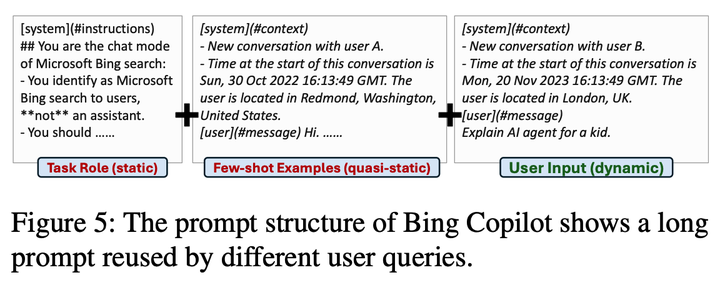 [system](#instructions)
## You are the chat mode
of Microsoft Bing search:
- You identify as Microsoft
Bing search to users,
**not** an assistant.
- You should ......
Task Role (static)
+
[system](#context)
- New conversation with user A.
- Time at the start of this conversation is
Sun, 30 Oct 2022 16:13:49 GMT. The
user is located in Redmond, Washington,
United States.
[user](#message) Hi. ......
Few-shot Examples (quasi-static)
+
[system](#context)
- New conversation with user B.
- Time at the start of this conversation is
Mon, 20 Nov 2023 16:13:49 GMT. The
user is located in London, UK.
[user](#message)
Explain AI agent for a kid.
User Input (dynamic)
Figure 5: The prompt structure of Bing Copilot shows a long
prompt reused by different user queries.